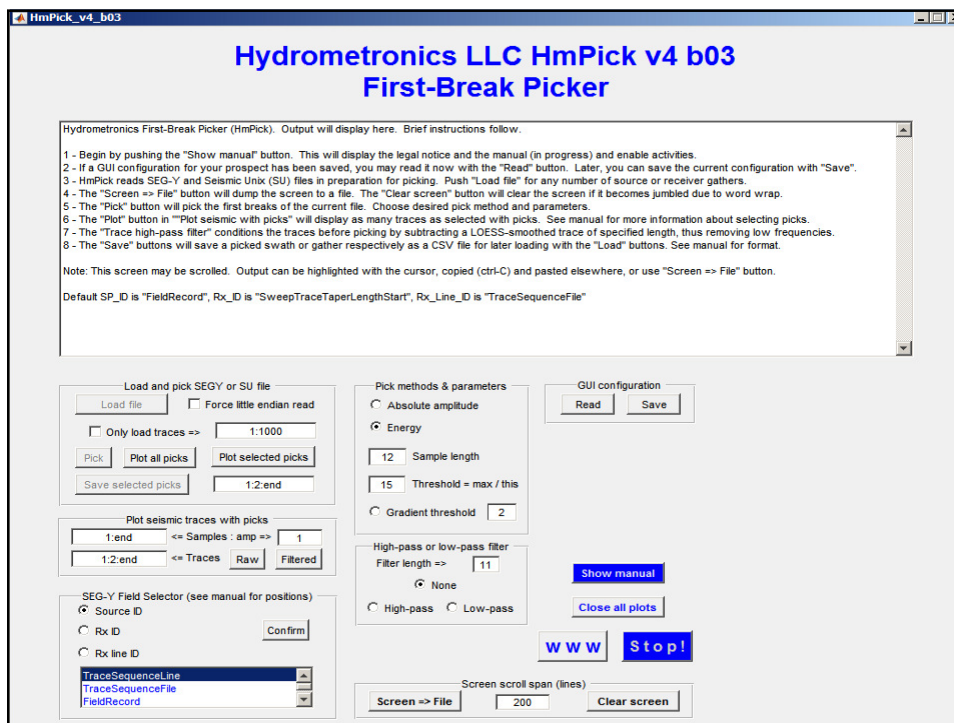 HmPick_v4_b03
Hydrometronics LLC HmPick v4 b03
First-Break Picker
Hydrometronics First-Break Picker (HmPick). Output will display here. Brief instructions follow.
1 - Begin by pushing the "Show manual" button. This will display the legal notice and the manual (in progress) and enable activities.
2 - If a GUI configuration for your prospect has been saved, you may read it now with the "Read" button. Later, you can save the current configuration with "Save".
3 - HmPick reads SEG-Y and Seismic Unix (SU) files in preparation for picking. Push "Load file" for any number of source or receiver gathers.
4 - The "Screen => File" button will dump the screen to a file. The "Clear screen" button will clear the screen if it becomes jumbled due to word wrap.
5 - The "Pick" button will pick the first breaks of the current file. Choose desired pick method and parameters.
6 - The "Plot" button in ""Plot seismic with picks" will display as many traces as selected with picks. See manual for more information about selecting picks.
7 - The "Trace high-pass filter" conditions the traces before picking by subtracting a LOESS-smoothed trace of specified length, thus removing low frequencies.
8 - The "Save" buttons will save a picked swath or gather respectively as a CSV file for later loading with the "Load" buttons. See manual for format.
Note: This screen may be scrolled. Output can be highlighted with the cursor, copied (ctrl-C) and pasted elsewhere, or use "Screen => File" button.
Default SP_ID is "FieldRecord", Rx_ID is "SweepTraceTaperLengthStart", Rx_Line_ID is "TraceSequenceFile"
Load and pick SEGY or SU file
Load file Force little endian read
Only load traces => 1:1000
Pick Plot all picks Plot selected picks
Save selected picks 1:2:end
Plot seismic traces with picks
1:end <= Samples : amp => 1
1:2:end <= Traces Raw Filtered
SEG-Y Field Selector (see manual for positions)
Source ID
Rx ID Confirm
Rx line ID
TraceSequenceLine
TraceSequenceFile
FieldRecord
Pick methods & parameters
Absolute amplitude
Energy
12 Sample length
15 Threshold = max / this
Gradient threshold 2
High-pass or low-pass filter
Filter length => 11
None
High-pass Low-pass
GUI configuration
Read Save
Show manual
Close all plots
W W W Stop!
Screen scroll span (lines)
Screen => File 200 Clear screen